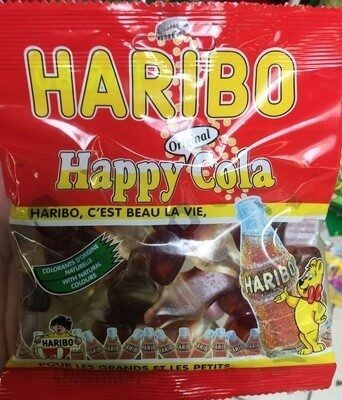 HARIBO
Original
Happy Cola
HARIBO, C'EST BEAU LA VIE,
COLORANTS D'ORIGINE
NATURELLE
WITH NATURAL
COLOURS
HARIBO
HARIBO
POUR LES GRANDS ET LES PETITS